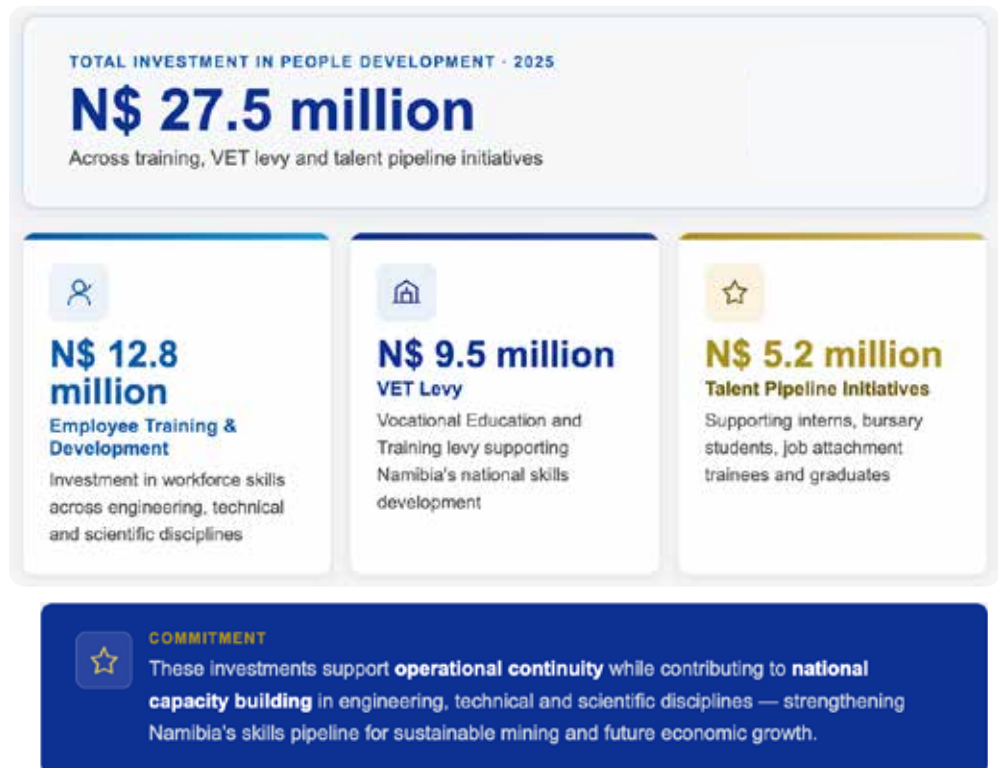 TOTAL INVESTMENT IN PEOPLE DEVELOPMENT · 2025
N$ 27.5 million
Across training, VET levy and talent pipeline initiatives
N$ 12.8
million
Employee Training &
Development
Investment in workforce skills
across engineering, technical
and scientific disciplines
N$ 9.5 million
VET Levy
Vocational Education and
Training levy supporting
Namibia's national skills
development
N$ 5.2 million
Talent Pipeline Initiatives
Supporting interns, bursary
students, job attachment
trainees and graduates
COMMITMENT
These investments support operational continuity while contributing to national
capacity building in engineering, technical and scientific disciplines — strengthening
Namibia's skills pipeline for sustainable mining and future economic growth.